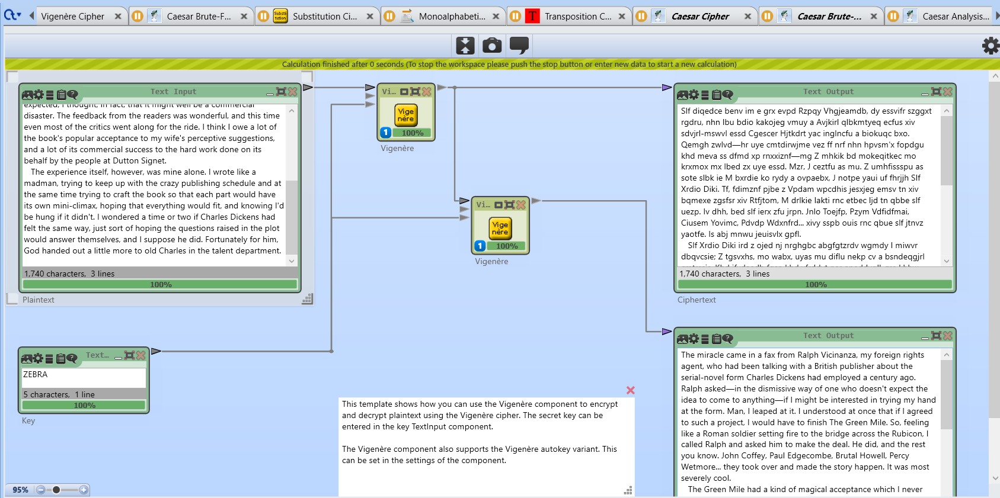 Vigenère Cipher
Caesar Brute-F...
Substitution Ci...
Monoalphabeti...
Transposition C...
Caesar Cipher
Caesar Brute-...
Caesar Analysis...
Calculation finished after 0 seconds (To stop the workspace please push the stop button or enter new data to start a new calculation)
Text Input
expected, I thought, in fact, that it might well be a commercial
disaster. The feedback from the readers was wonderful, and this time
even most of the critics went along for the ride. I think I owe a lot of
the book's popular acceptance to my wife's perceptive suggestions,
and a lot of its commercial success to the hard work done on its
behalf by the people at Dutton Signet.
The experience itself, however, was mine alone. I wrote like a
madman, trying to keep up with the crazy publishing schedule and at
the same time trying to craft the book so that each part would have
its own mini-climax, hoping that everything would fit, and knowing I'd
be hung if it didn't. I wondered a time or two if Charles Dickens had
felt the same way, just sort of hoping the questions raised in the plot
would answer themselves, and I suppose he did. Fortunately for him,
God handed out a little more to old Charles in the talent department.
1,740 characters, 3 lines
100%
Plaintext
Vi...
Vige
nère
1
100%
Vigenère
Vi...
Vige
nère
1
100%
Vigenère
Text Output
Slf diqedce benv im e grx evpd Rzpqy Vhgjeamdb, dy essvifr szggxt
rgdru, nhn lbu bdio kakojeg vmuy a Avjkirl qlbkmtyeq ecfus xiv
sdvjrl-mswvl essd Cgescer Hjtkdrt yac inglncfu a biokuqc bxo.
Qemgh zwlvd—hr uye cmtdirwjme vez ff nrf nhn hpvsm'x fopdgu
khd meva ss dfmd xp rnxxiznf—mg Z mhkik bd mokeqitkec mo
krxmox mx lbed zx uye essd. Mzr, J ceztfu as mu. Z umhfissspu as
sote slbk ie M bxrdie ko rydy a ovpaebx, J notpe yaui uf fhrjjh Slf
Xrdio Diki. Tf, fdimznf pjbe z Vpdam wpcdhis jesxjeg emsv tn xiv
bqmexe zgsfsr xiv Rtfjtom, M drlkie Iakti rnc etbec ljd tn qbbe slf
uezp. Iv dhh, bed slf ierx zfu jrpn. Jnlo Toejfp, Pzym Vdfidfmai,
Ciusem Yovimc, Pdvdp Wdxnfrd... xivy sspb ouis rnc qbue slf jtnvz
yaotfe. Is abj mnwu jeuisvlx gpfl.
Slf Xrdio Diki ird z ojed nj nrghgbc abgfgtzrdv wgmdy I miwvr
dbqvcsie; Z tgsvxhs, mo wabx, uyas mu diflu nekp cv a bsndeqgjrl
1,740 characters, 3 lines
100%
Ciphertext
Text...
ZEBRA
5 characters, 1 line
100%
Key
This template shows how you can use the Vigenère component to encrypt
and decrypt plaintext using the Vigenère cipher. The secret key can be
entered in the key TextInput component.
The Vigenère component also supports the Vigenère autokey variant. This
can be set in the settings of the component.
Text Output
The miracle came in a fax from Ralph Vicinanza, my foreign rights
agent, who had been talking with a British publisher about the
serial-novel form Charles Dickens had employed a century ago.
Ralph asked—in the dismissive way of one who doesn't expect the
idea to come to anything—if I might be interested in trying my hand
at the form. Man, I leaped at it. I understood at once that if I agreed
to such a project, I would have to finish The Green Mile. So, feeling
like a Roman soldier setting fire to the bridge across the Rubicon, I
called Ralph and asked him to make the deal. He did, and the rest
you know. John Coffey, Paul Edgecombe, Brutal Howell, Percy
Wetmore... they took over and made the story happen. It was most
severely cool.
The Green Mile had a kind of magical acceptance which I never
95%